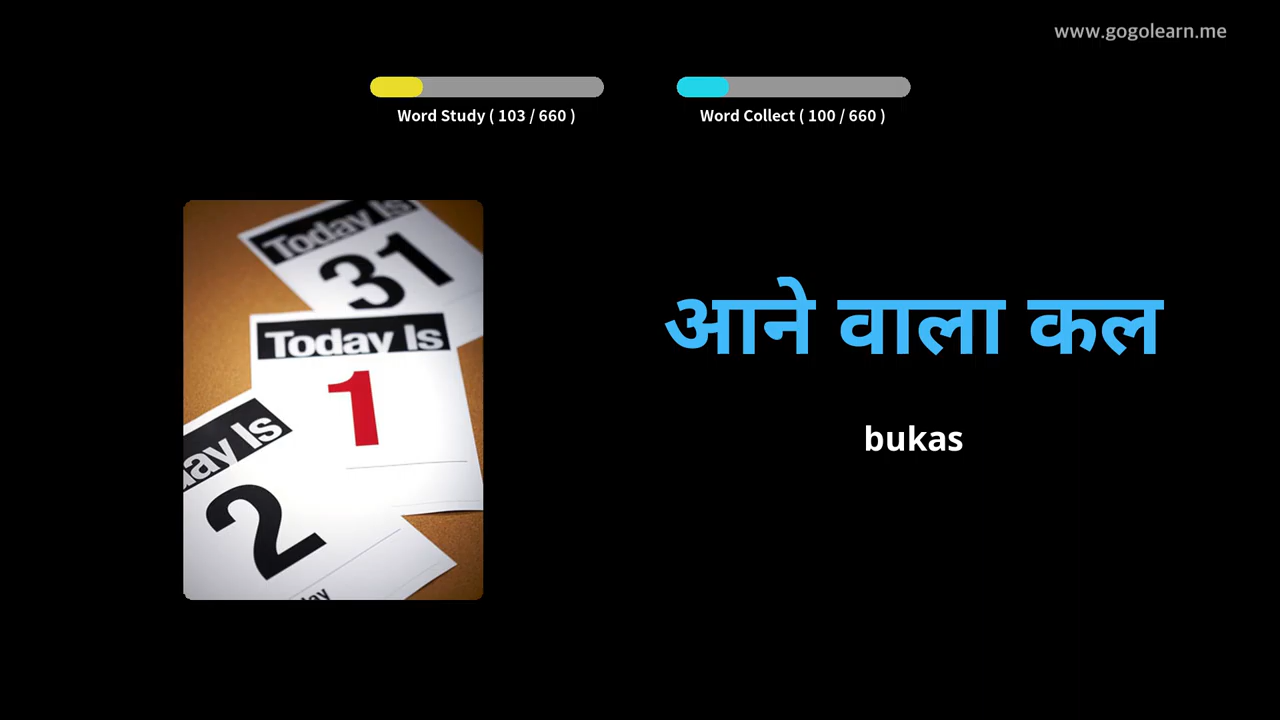 www.gogolearn.me
Word Study ( 103 / 660 )
Word Collect ( 100 / 660 )
Today Is
31
Today Is
1
ay Is
2
आने वाला कल
bukas